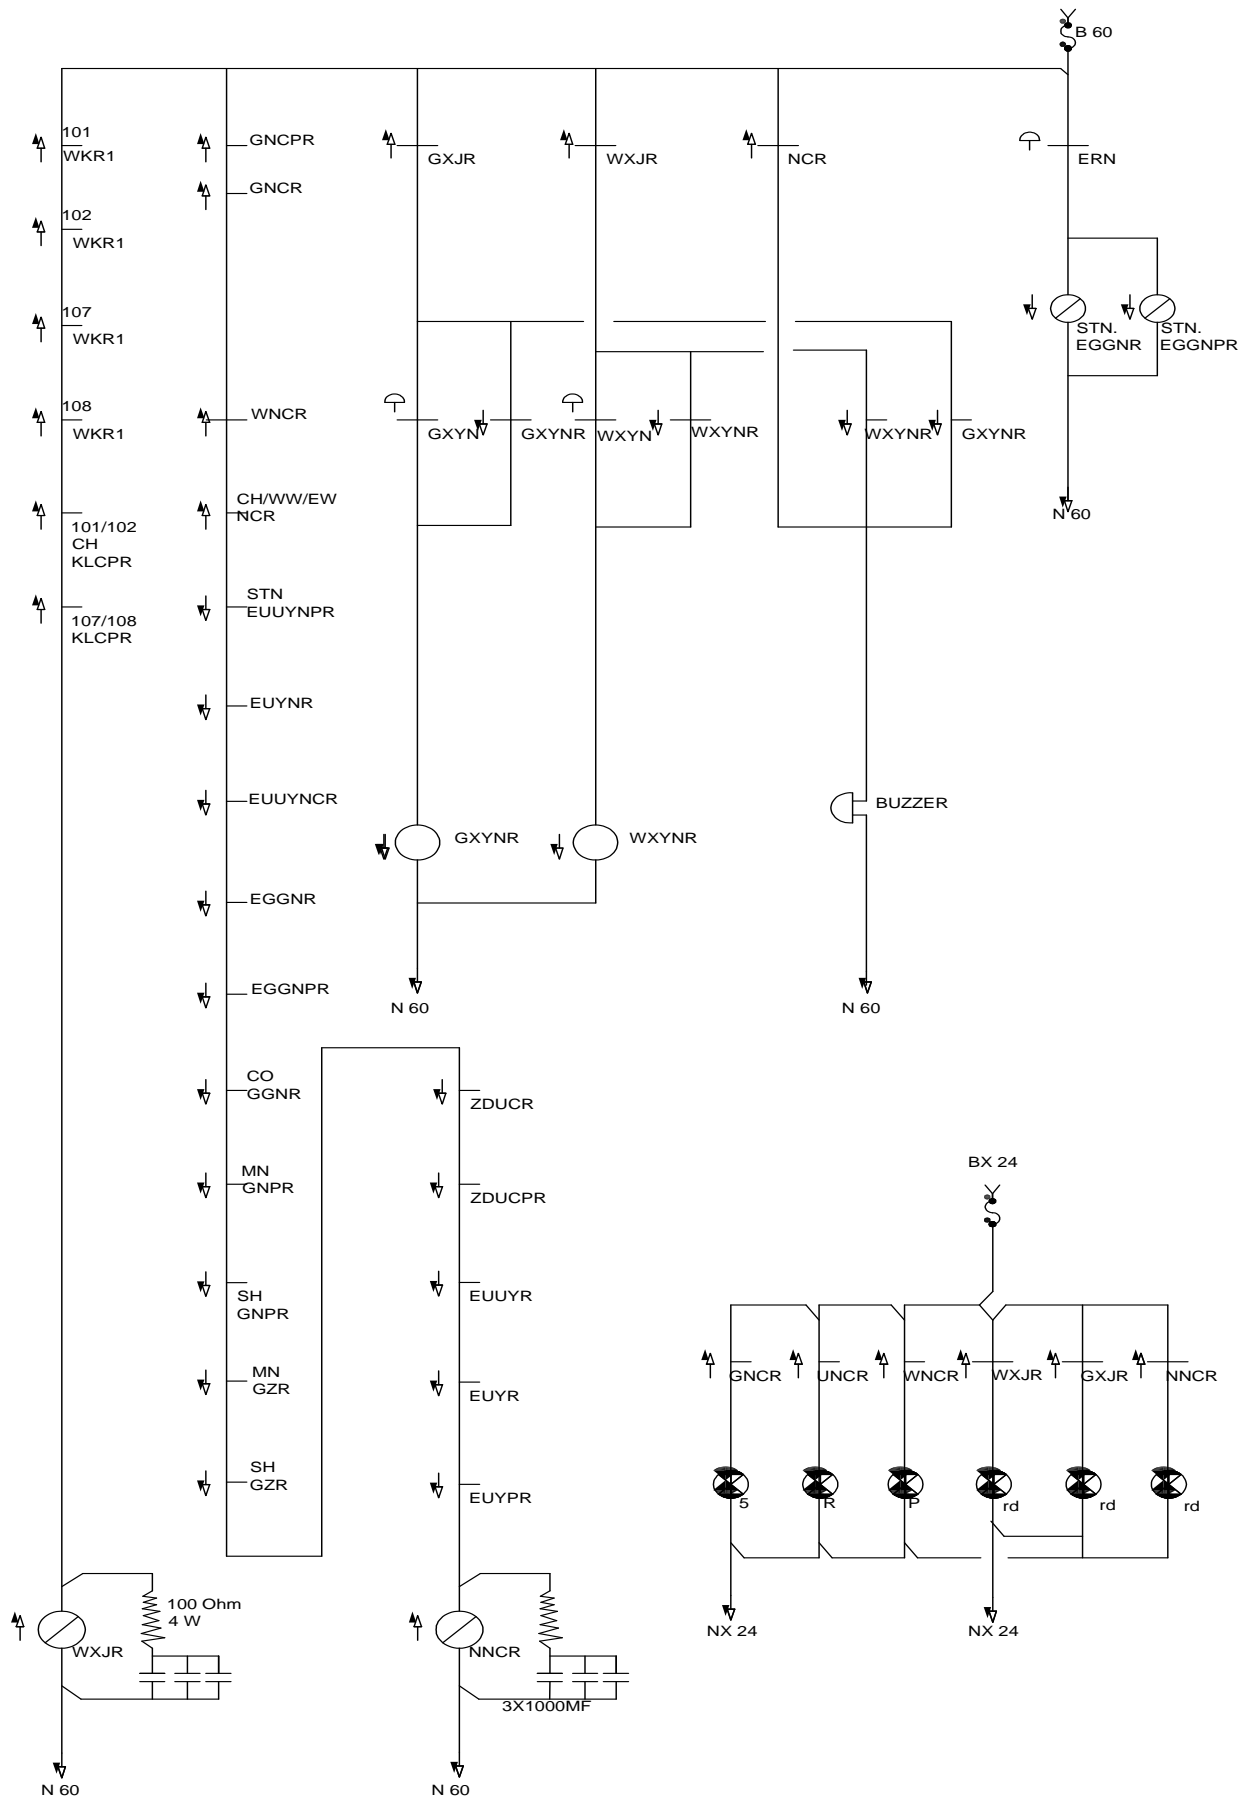 B 60
101
WKR1
GNCPR
GXJR
WXJR
NCR
ERN
GNCR
102
WKR1
107
WKR1
STN.
EGGNR
STN.
EGGNPR
108
WKR1
WNCR
GXYN
GXYNR
WXYN
WXYNR
WXYNR
GXYNR
CH/WW/EW
NCR
N 60
101/102
CH
KLCPR
STN
EUUYNPR
107/108
KLCPR
EUYNR
EUUYNCR
BUZZER
GXYNR
WXYNR
EGGNR
EGGNPR
N 60
N 60
CO
GGNR
ZDUCR
MN
GNPR
ZDUCPR
BX 24
SH
GNPR
EUUYR
MN
GZR
EUYR
GNCR
UNCR
WNCR
WXJR
GXJR
NNCR
SH
GZR
EUYPR
5
R
P
rd
rd
rd
100 Ohm
4 W
WXJR
NNCR
NX 24
NX 24
3X1000MF
N 60
N 60